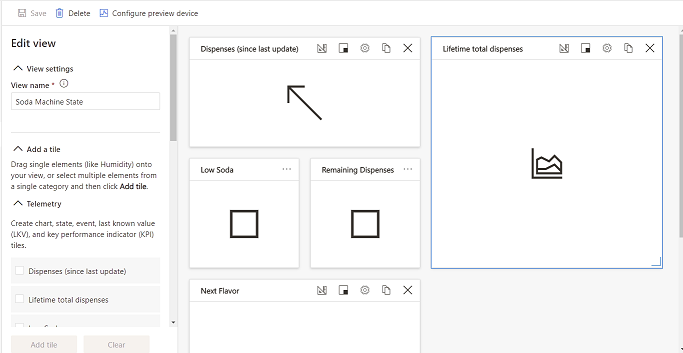 Save Delete Configure preview device
Edit view
View settings
View name *
Soda Machine State
Add a tile
Drag single elements (like Humidity) onto
your view, or select multiple elements from
a single category and then click Add tile.
Telemetry
Create chart, state, event, last known value
(LKV), and key performance indicator (KPI)
tiles.
Dispenses (since last update)
Lifetime total dispenses
Add tile Clear
Dispenses (since last update)
Lifetime total dispenses
Low Soda
Remaining Dispenses
Next Flavor